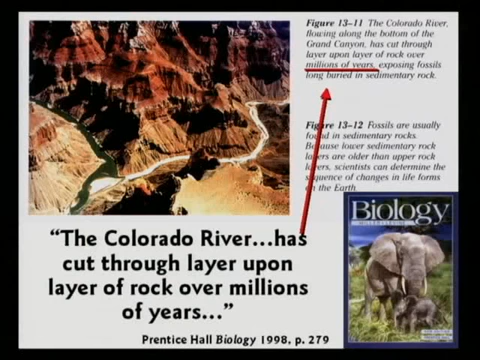 Figure 13–11 The Colorado River,
flowing along the bottom of the
Grand Canyon, has cut through
layer upon layer of rock over
millions of years, exposing fossils
long buried in sedimentary rock.
Figure 13–12 Fossils are usually
found in sedimentary rocks.
Because lower sedimentary rock
layers are older than upper rock
layers, scientists can determine the
sequence of changes in life forms
on the Earth.
“The Colorado River...has
cut through layer upon
layer of rock over millions
of years...”
Prentice Hall Biology 1998, p. 279
Biology